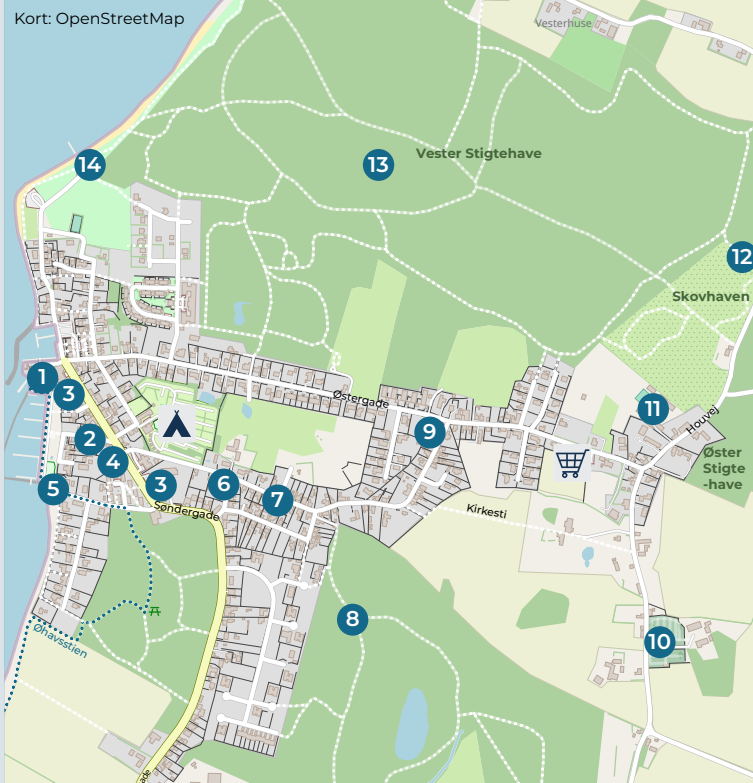 Kort: OpenStreetMap
Vesterhuse
14
13
Vester Stigtehave
12
Skovhaven
1
3
Østergade
2
9
11
Houvej
4
Øster
Stigte
-have
5
3
6
7
Søndergade
Kirkesti
8
Øhavsstien
10
ade